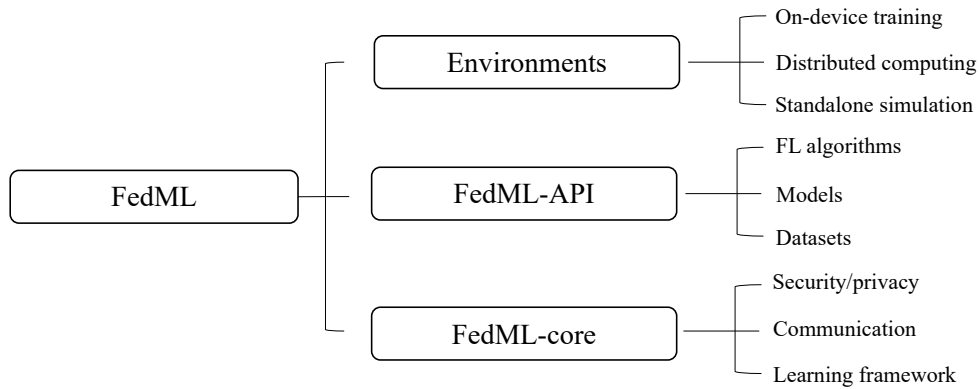 FedML
Environments
On-device training
Distributed computing
Standalone simulation
FedML-API
FL algorithms
Models
Datasets
FedML-core
Security/privacy
Communication
Learning framework